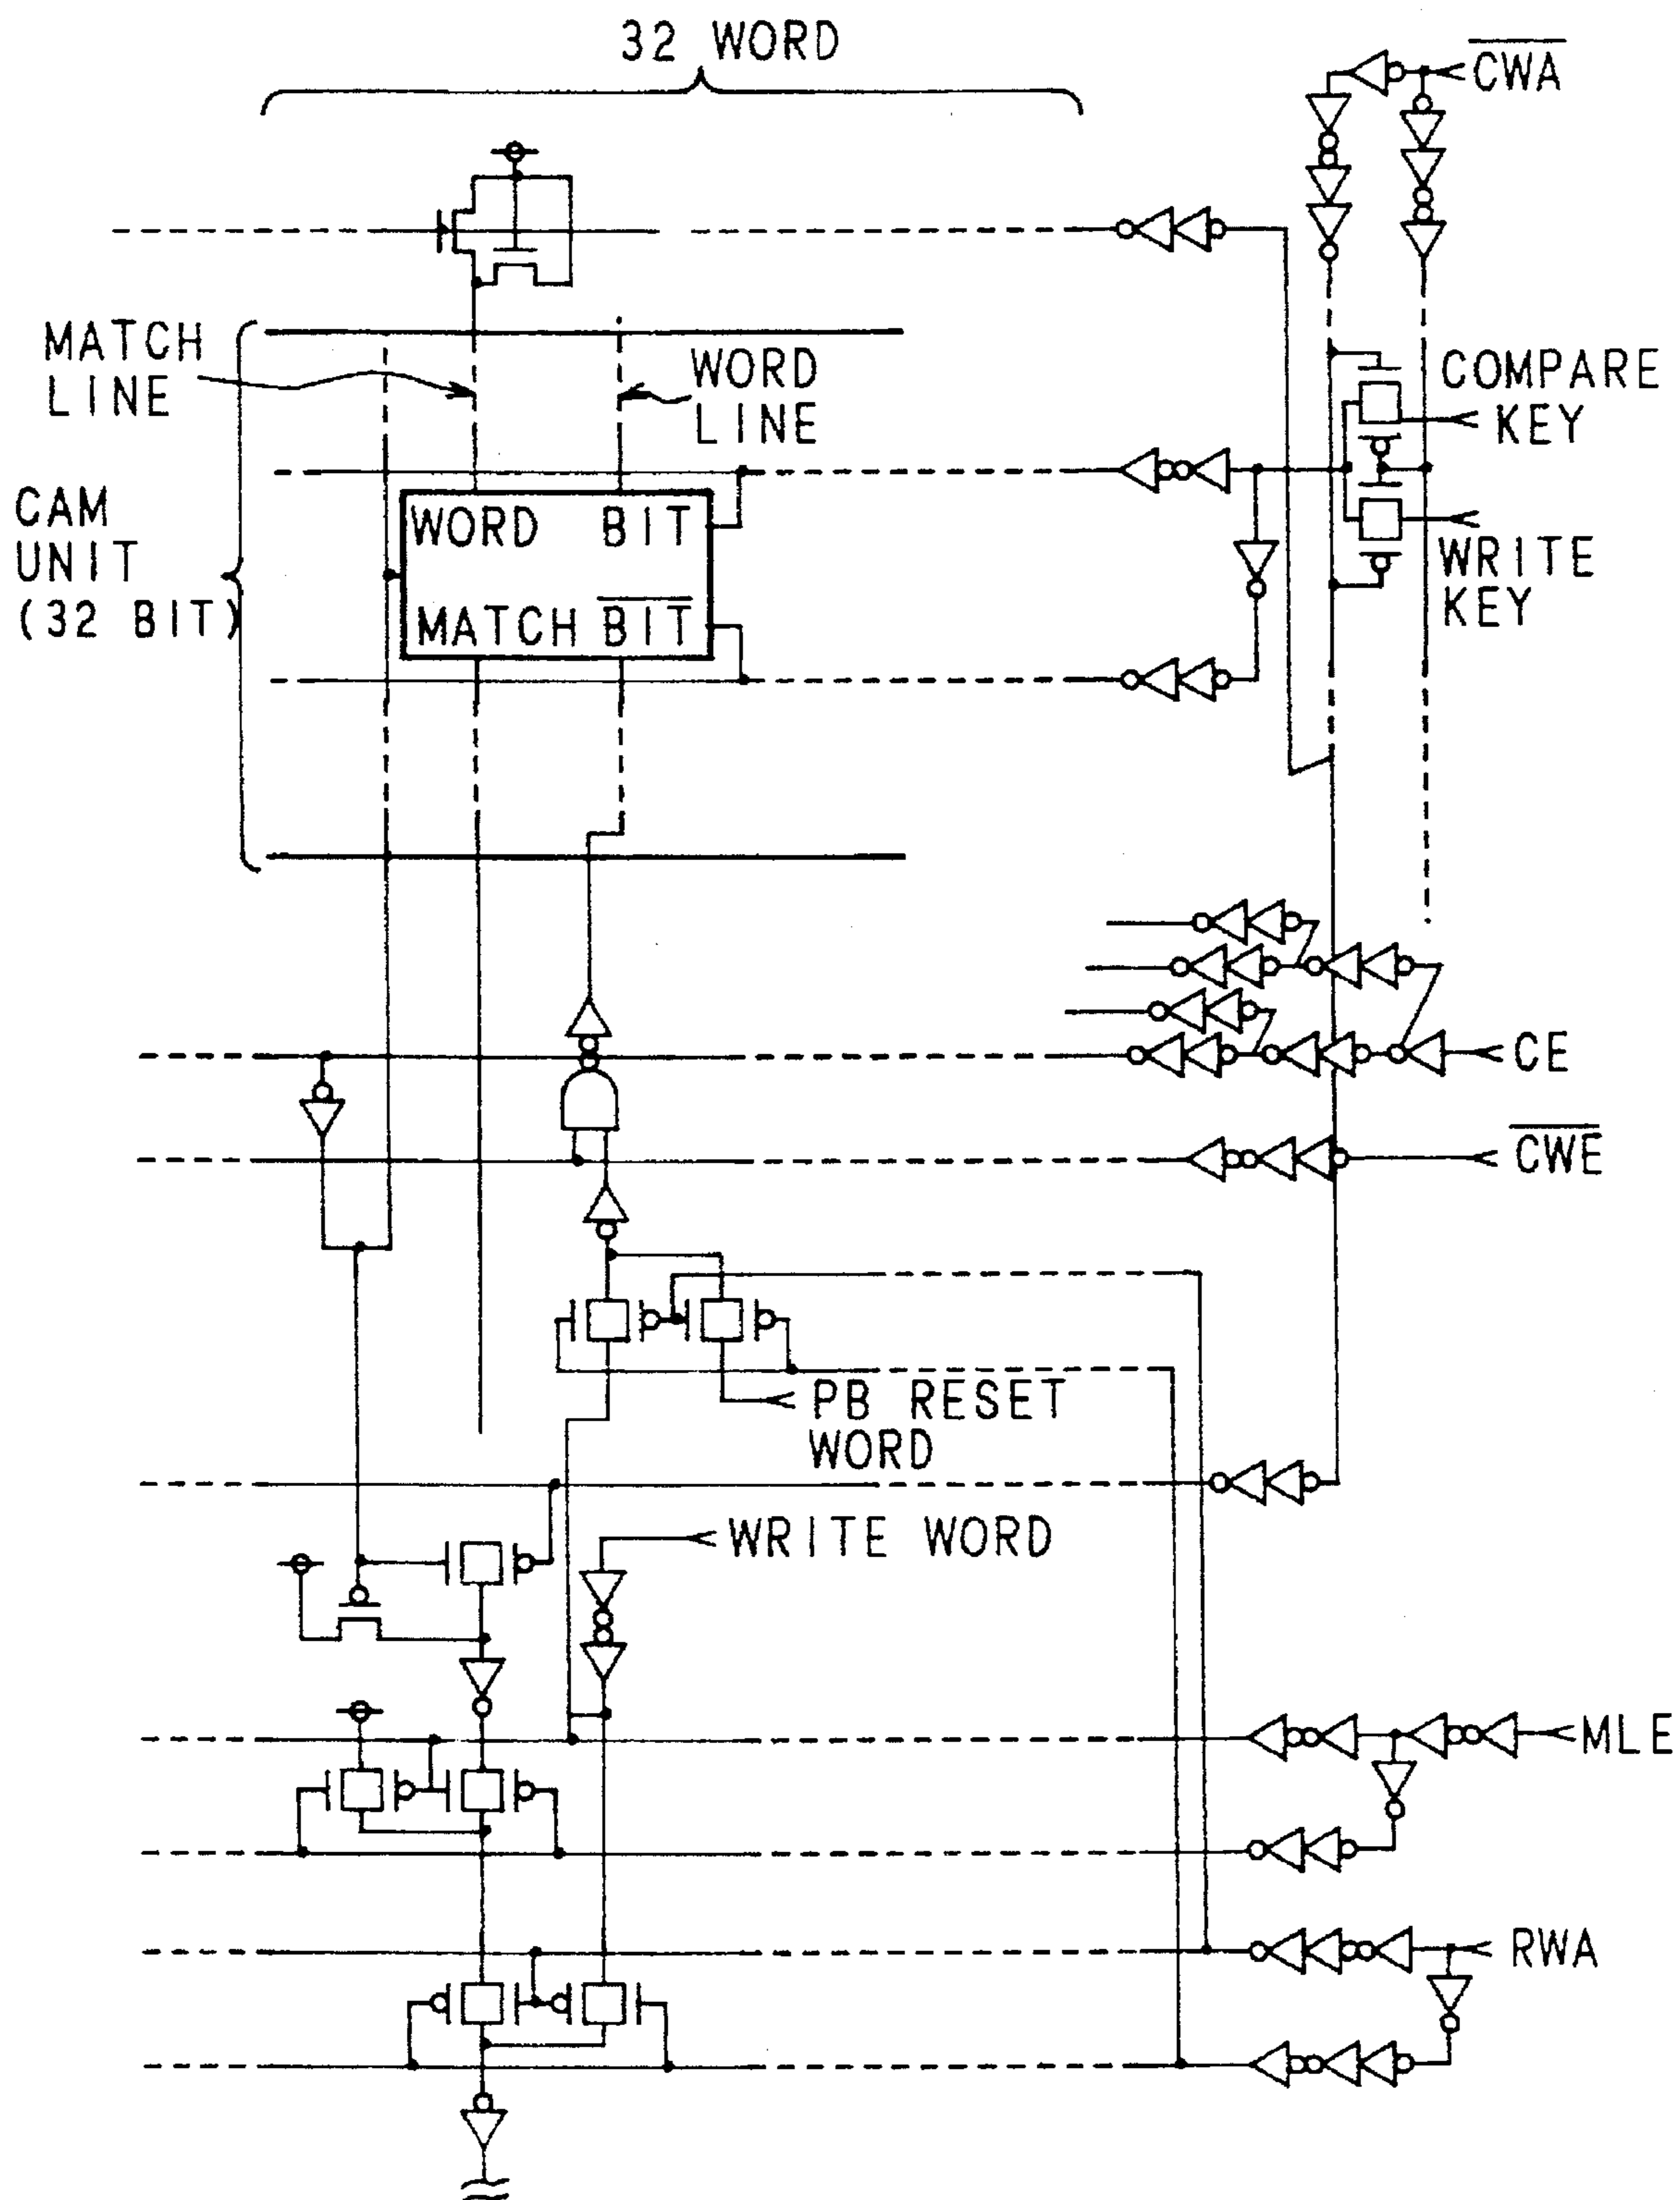 32 WORD
CWA
MATCH
LINE
WORD
LINE
COMPARE
KEY
CAM
UNIT
(32 BIT)
WORD BIT
MATCH BIT
WRITE
KEY
CE
CWE
PB RESET
WORD
WRITE WORD
MLE
RWA